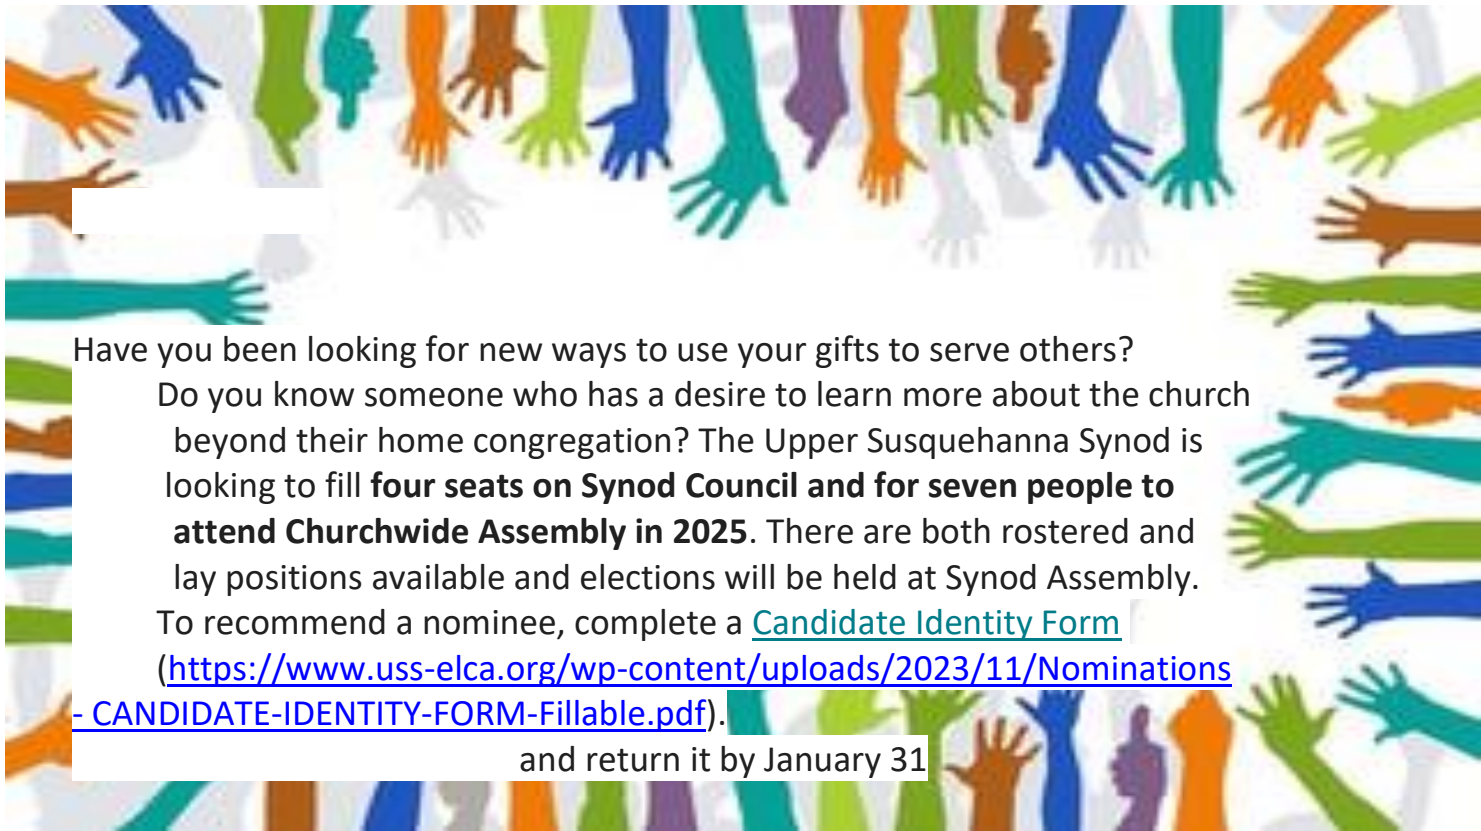 Have you been looking for new ways to use your gifts to serve others?
Do you know someone who has a desire to learn more about the church
beyond their home congregation? The Upper Susquehanna Synod is
looking to fill four seats on Synod Council and for seven people to
attend Churchwide Assembly in 2025. There are both rostered and
lay positions available and elections will be held at Synod Assembly.
To recommend a nominee, complete a Candidate Identity Form
(https://www.uss-elca.org/wp-content/uploads/2023/11/Nominations
- CANDIDATE-IDENTITY-FORM-Fillable.pdf).
and return it by January 31